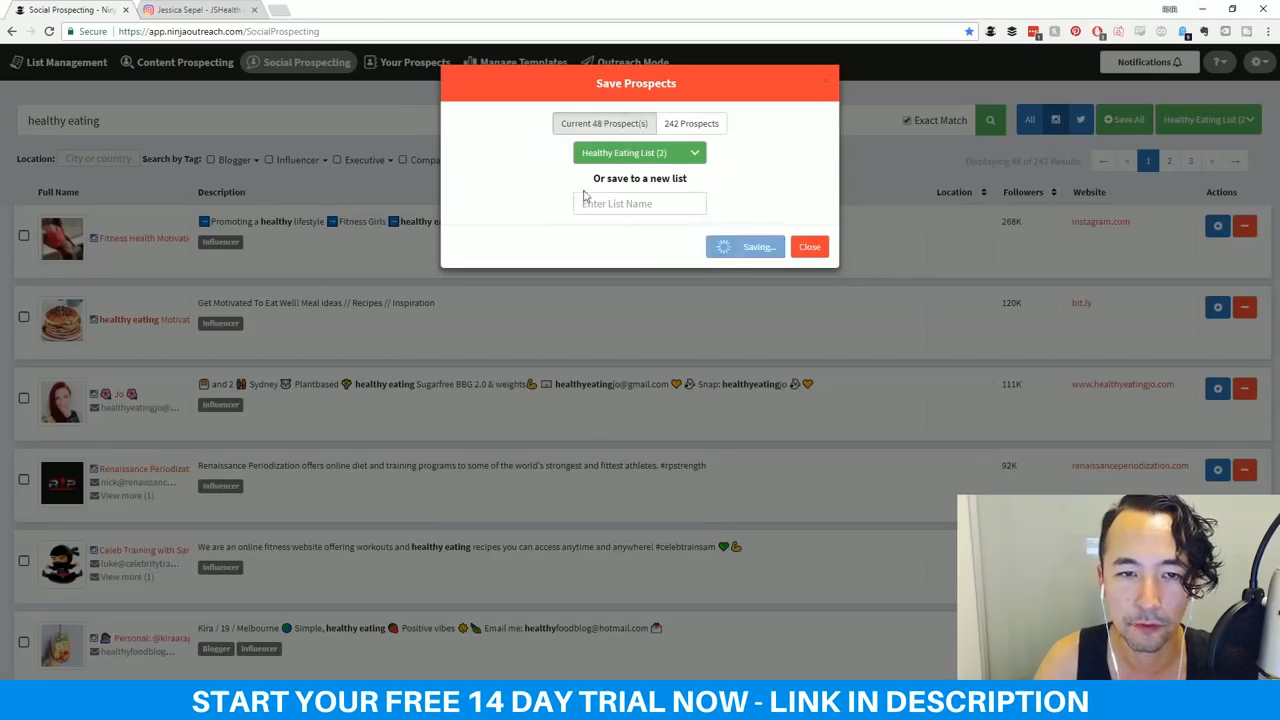 Social Prospecting - Nin
Jessica Sepel - JSHealth
Secure
https://app.ninjaoutreach.com/SocialProspecting
List Management
Content Prospecting
Social Prospecting
Your Prospects
Manage Templates
Outreach Mode
Notifications
?
Save Prospects
Current 48 Prospect(s)
242 Prospects
Healthy Eating List (2)
Or save to a new list
Enter List Name
Saving...
Close
healthy eating
Exact Match
All
Save All
Healthy Eating List (2
Location:
City or country
Search by Tag:
Blogger
Influencer
Executive
Compa
Displaying 48 of 242 Results
← « 1 2 3 » →
Full Name
Description
Location
Followers
Website
Actions
Fitness Health Motivati
Promoting a healthy lifestyle Fitness Girls healthy e
Influencer
268K
instagram.com
healthy eating Motivat
Get Motivated To Eat Well! Meal ideas // Recipes // Inspiration
Influencer
120K
bit.ly
Jo
healthyeatingjo@...
and 2 Sydney Plantbased healthy eating Sugarfree BBG 2.0 & weights healthyeatingjo@gmail.com Snap: healthyeatingjo
Influencer
111K
www.healthyeatingjo.com
Renaissance Periodizat
nick@renaissanc...
View more (1)
Renaissance Periodization offers online diet and training programs to some of the world's strongest and fittest athletes. #rpstrength
Influencer
92K
renaissanceperiodization.com
Celeb Training with Sar
luke@celebritytra...
View more (1)
We are an online fitness website offering workouts and healthy eating recipes you can access anytime and anywhere! #celebtrainsam
Influencer
Personal: @kiaaraq
healthyfoodblog...
Kira / 19 / Melbourne Simple, healthy eating Positive vibes Email me: healthyfoodblog@hotmail.com
Blogger
Influencer
START YOUR FREE 14 DAY TRIAL NOW - LINK IN DESCRIPTION